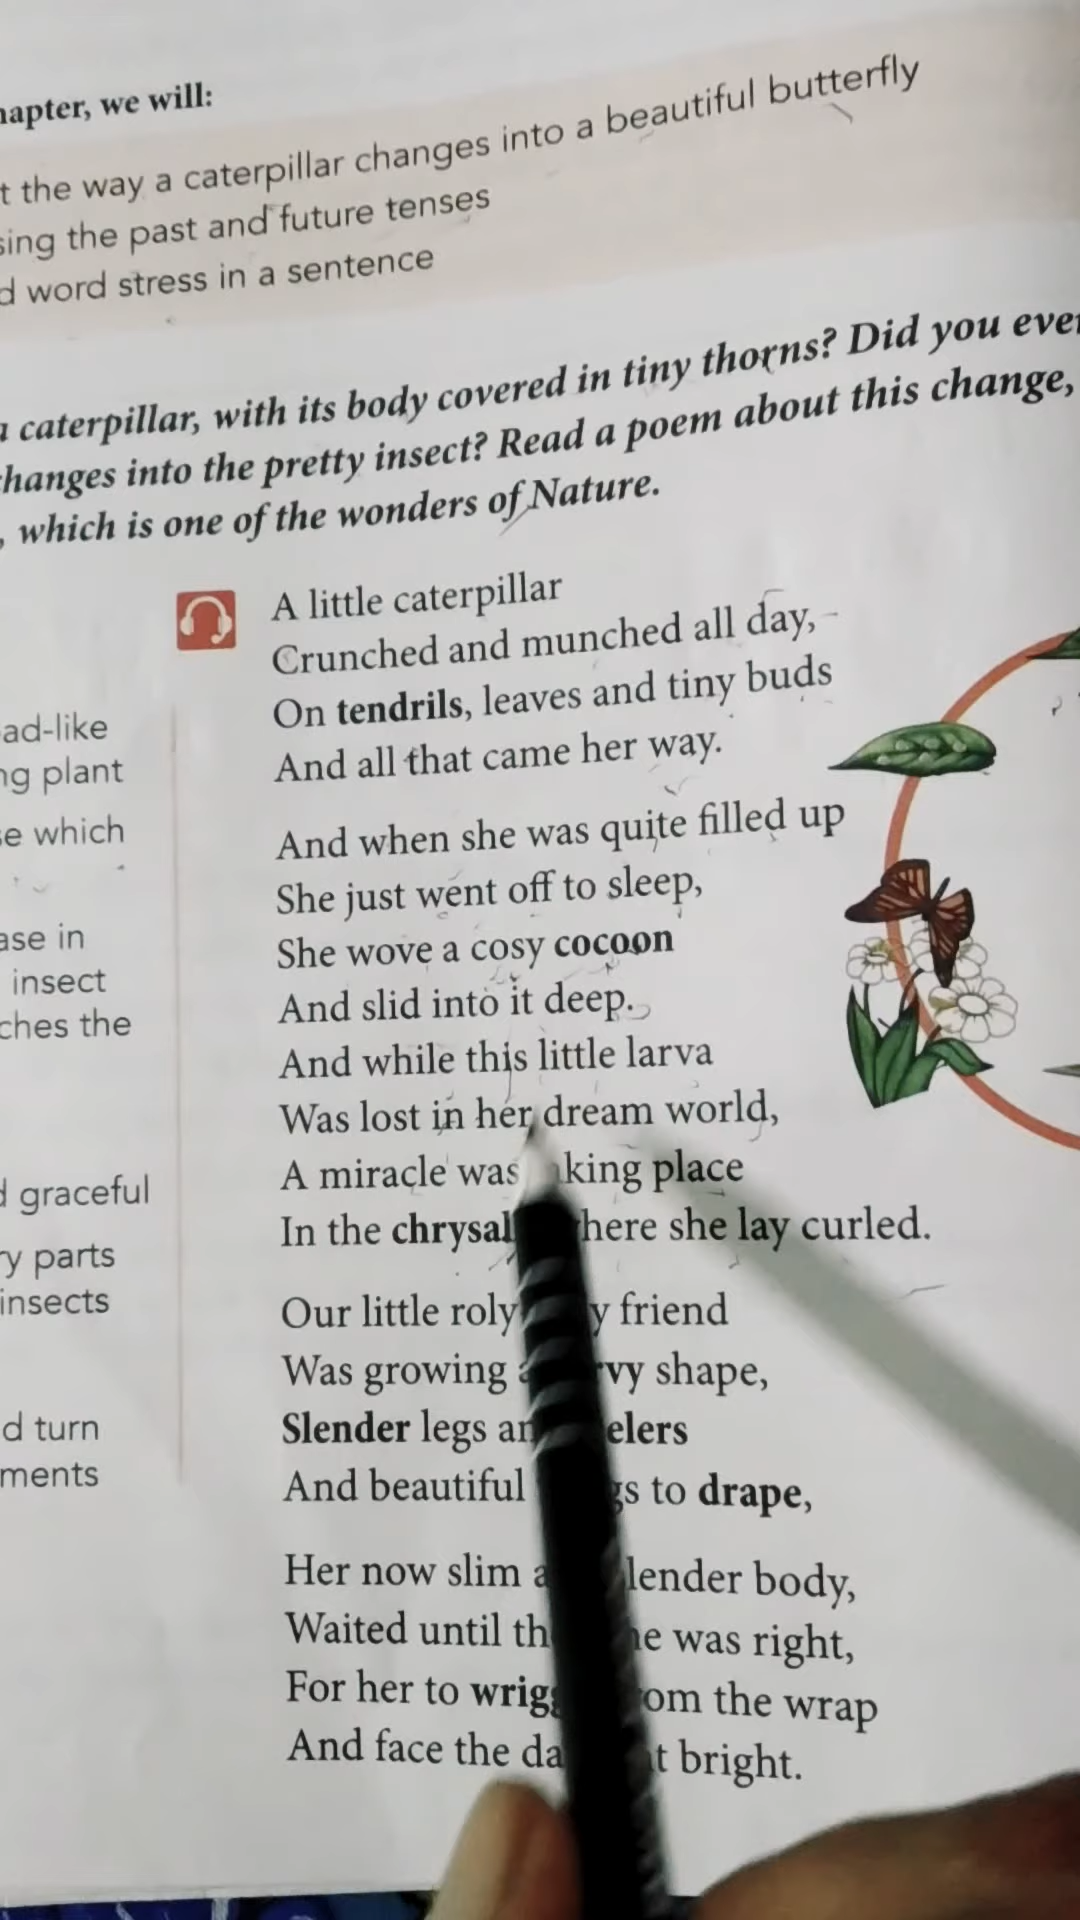 hapter, we will:
t the way a caterpillar changes into a beautiful butterfly
sing the past and future tenses
d word stress in a sentence
a caterpillar, with its body covered in tiny thorns? Did you ever
changes into the pretty insect? Read a poem about this change,
, which is one of the wonders of Nature.
A little caterpillar
Crunched and munched all day,
On tendrils, leaves and tiny buds
And all that came her way.
ad-like
ng plant
se which
And when she was quite filled up
She just went off to sleep,
She wove a cosy cocoon
And slid into it deep.
And while this little larva
Was lost in her dream world,
A miracle was king place
In the chrysal here she lay curled.
ase in
insect
ches the
d graceful
y parts
insects
Our little roly y friend
Was growing vy shape,
Slender legs an elers
And beautiful gs to drape,
d turn
ments
Her now slim a lender body,
Waited until th e was right,
For her to wrigg om the wrap
And face the da t bright.